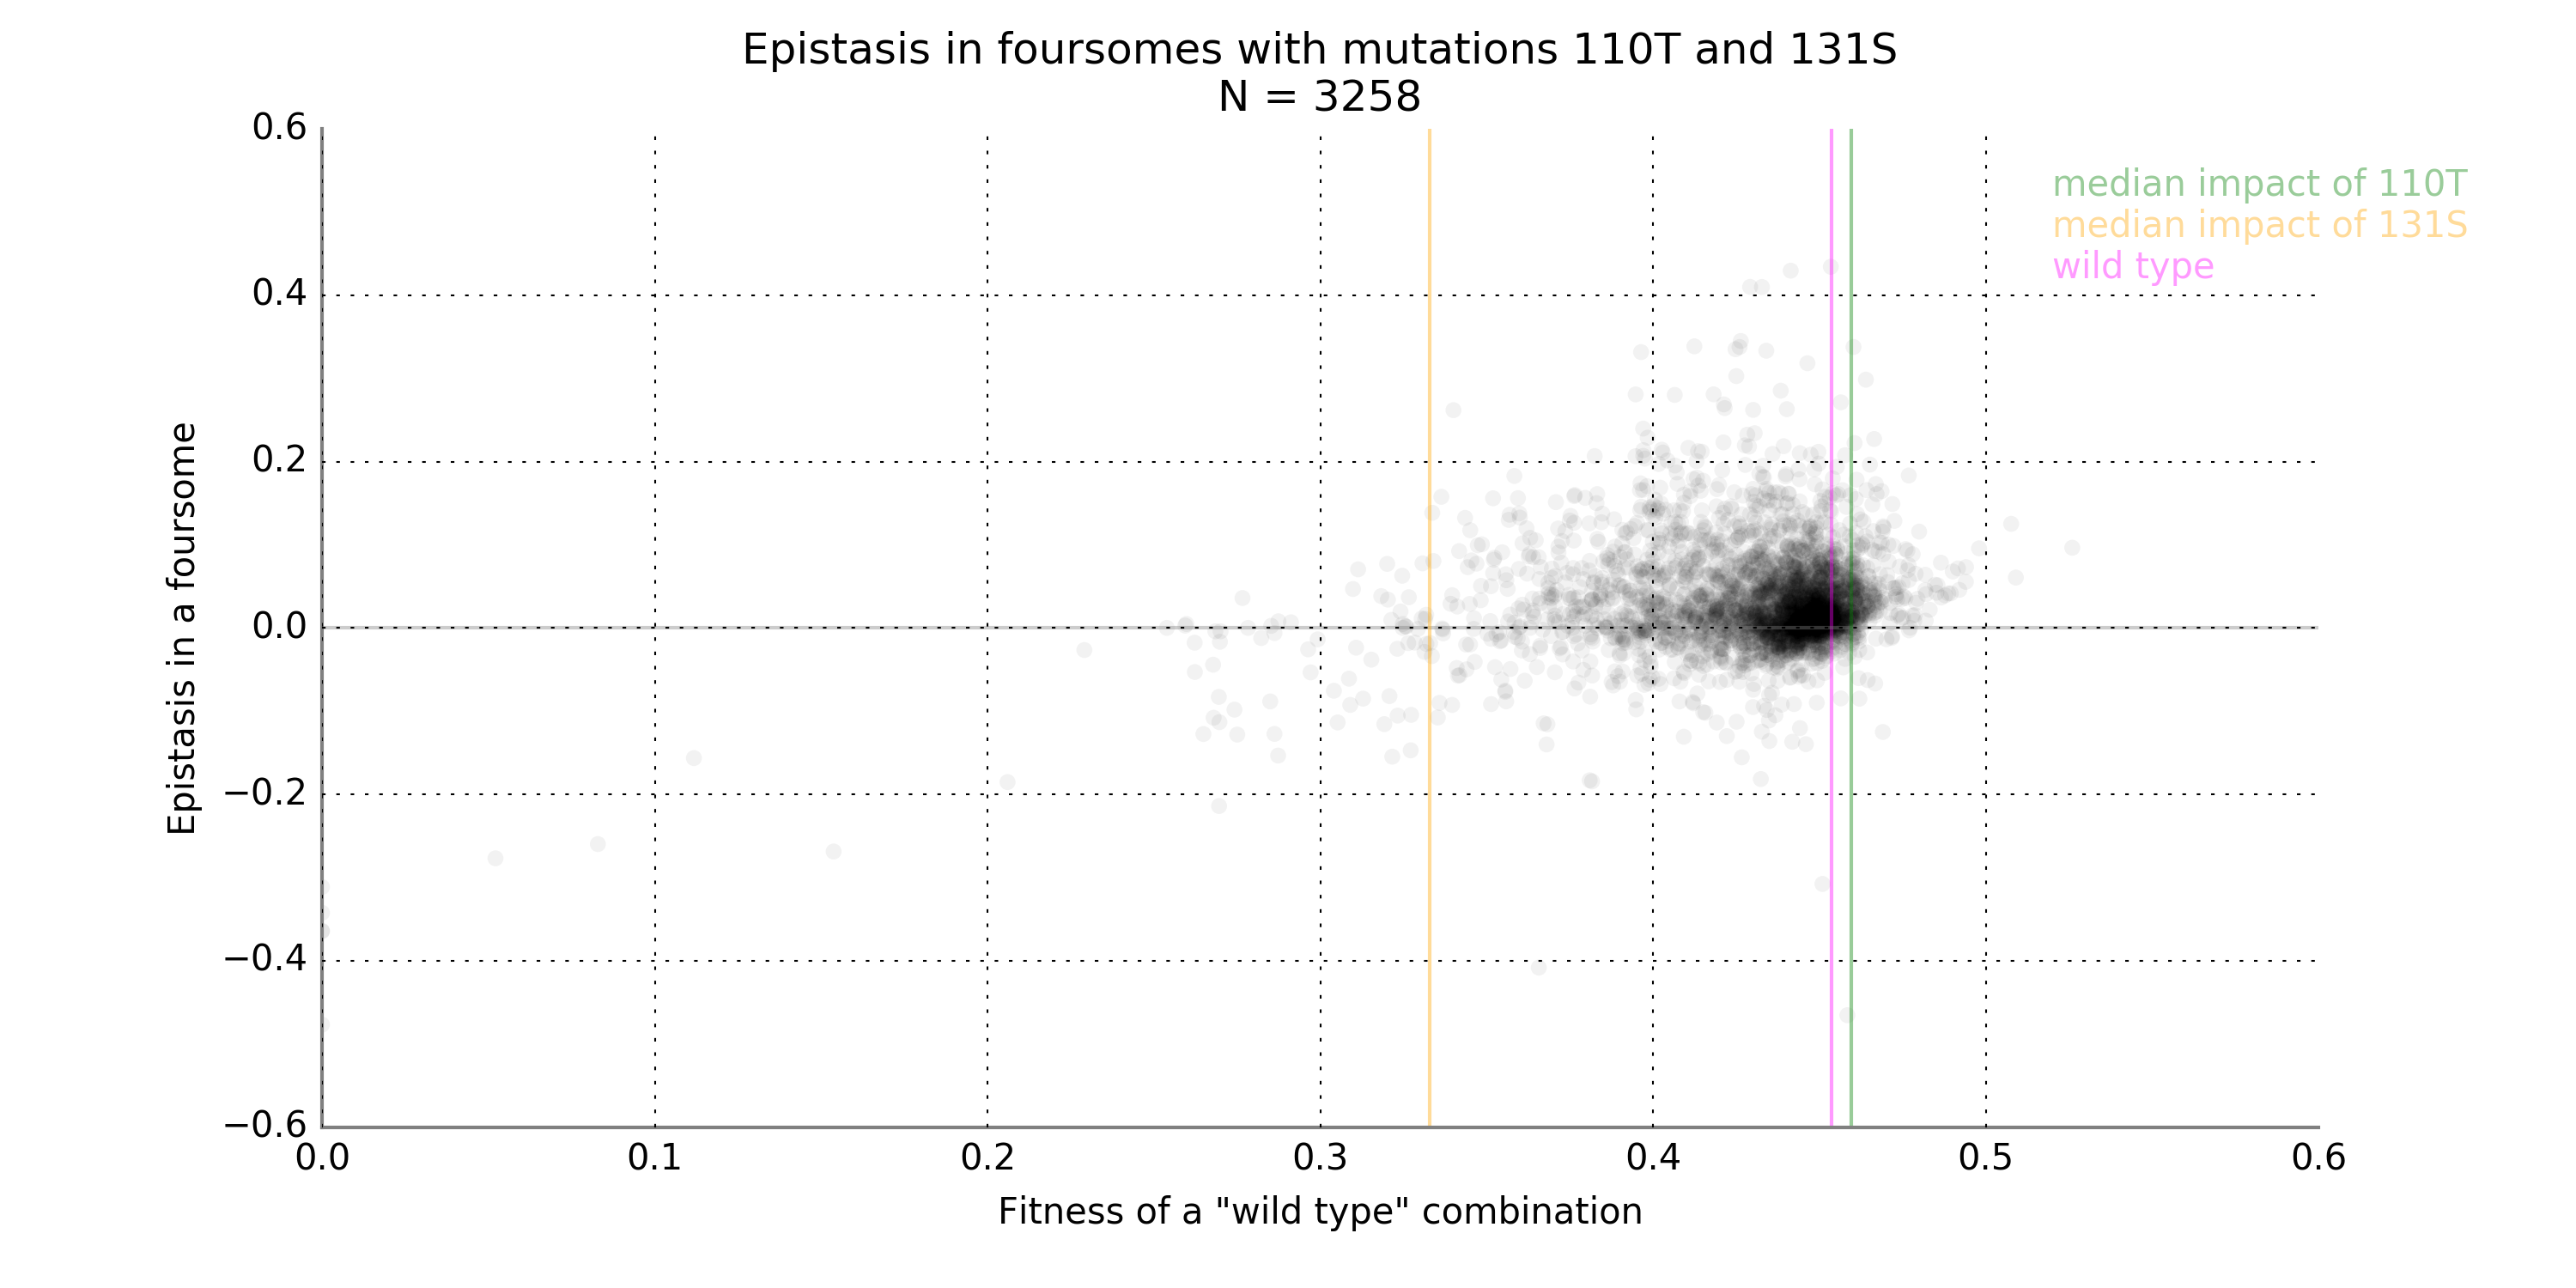 Epistasis in foursomes with mutations 110T and 131S
N = 3258
median impact of 110T
median impact of 131S
wild type
0.6
0.4
0.2
0.0
−0.2
−0.4
−0.6
Epistasis in a foursome
0.0 0.1 0.2 0.3 0.4 0.5 0.6
Fitness of a "wild type" combination